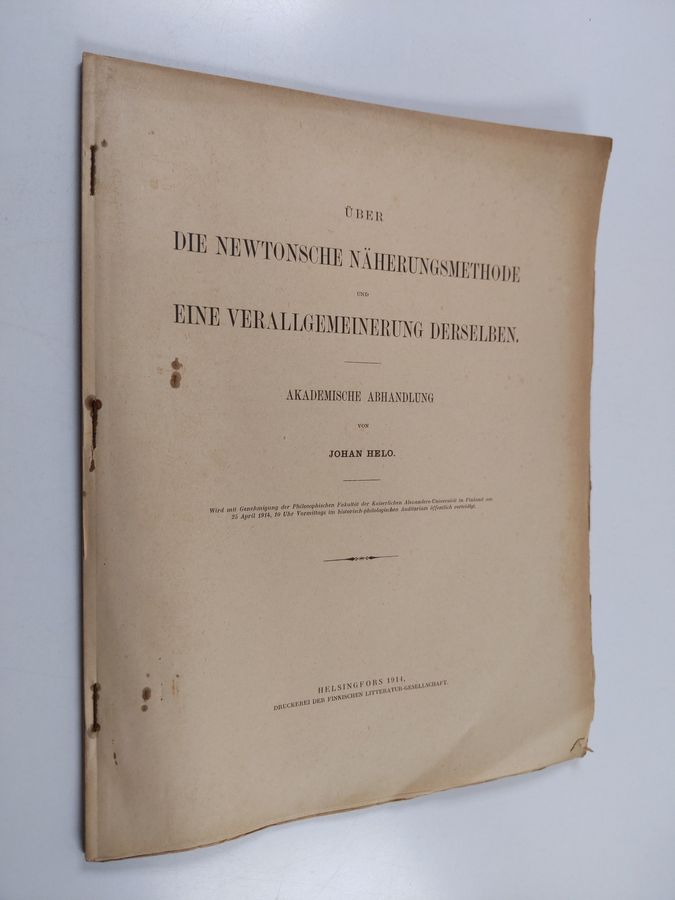 ÜBER
DIE NEWTONSCHE NÄHERUNGSMETHODE
UND
EINE VERALLGEMEINERUNG DERSELBEN.
AKADEMISCHE ABHANDLUNG
VON
JOHAN HELO.
Wird mit Genehmigung der Philosophischen Fakultät der Kaiserlichen Alexanders-Universität in Finland am
25 April 1914, 10 Uhr Vormittags im historisch-philologischen Auditorium öffentlich verteidigt.
HELSINGFORS 1914,
DRUCKEREI DER FINNISCHEN LITTERATUR-GESELLSCHAFT.